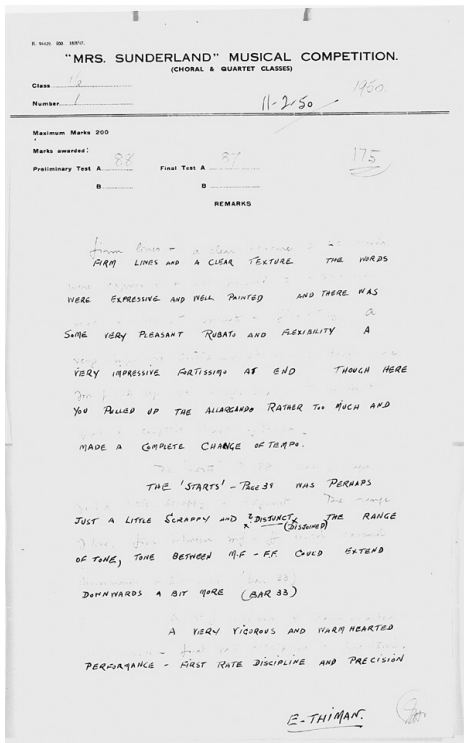 "MRS. SUNDERLAND" MUSICAL COMPETITION.
(CHORAL & QUARTET CLASSES)
Class 1/2
1950.
Number 1
11-2-50
Maximum Marks 200
Marks awarded:
Preliminary Test A 88 Final Test A 87 175
B B
REMARKS
FIRM LINES AND A CLEAR TEXTURE THE WORDS
WERE EXPRESSIVE AND WELL PAINTED AND THERE WAS
SOME VERY PLEASANT RUBATO AND FLEXIBILITY A
VERY IMPRESSIVE FORTISSIMO AT END THOUGH HERE
YOU PULLED UP THE ALLARGANDO RATHER TOO MUCH AND
MADE A COMPLETE CHANGE OF TEMPO.
THE 'STARTS' - PAGE 38 WAS PERHAPS
JUST A LITTLE SCRAPPY AND ? DISTUNCT THE RANGE
(DISJOINED)
OF TONE, TONE BETWEEN M.F - F.F. COULD EXTEND
DOWNWARDS A BIT MORE (BAR 33)
A VERY VIGOROUS AND WARM HEARTED
PERFORMANCE - FIRST RATE DISCIPLINE AND PRECISION
E-THIMAN.